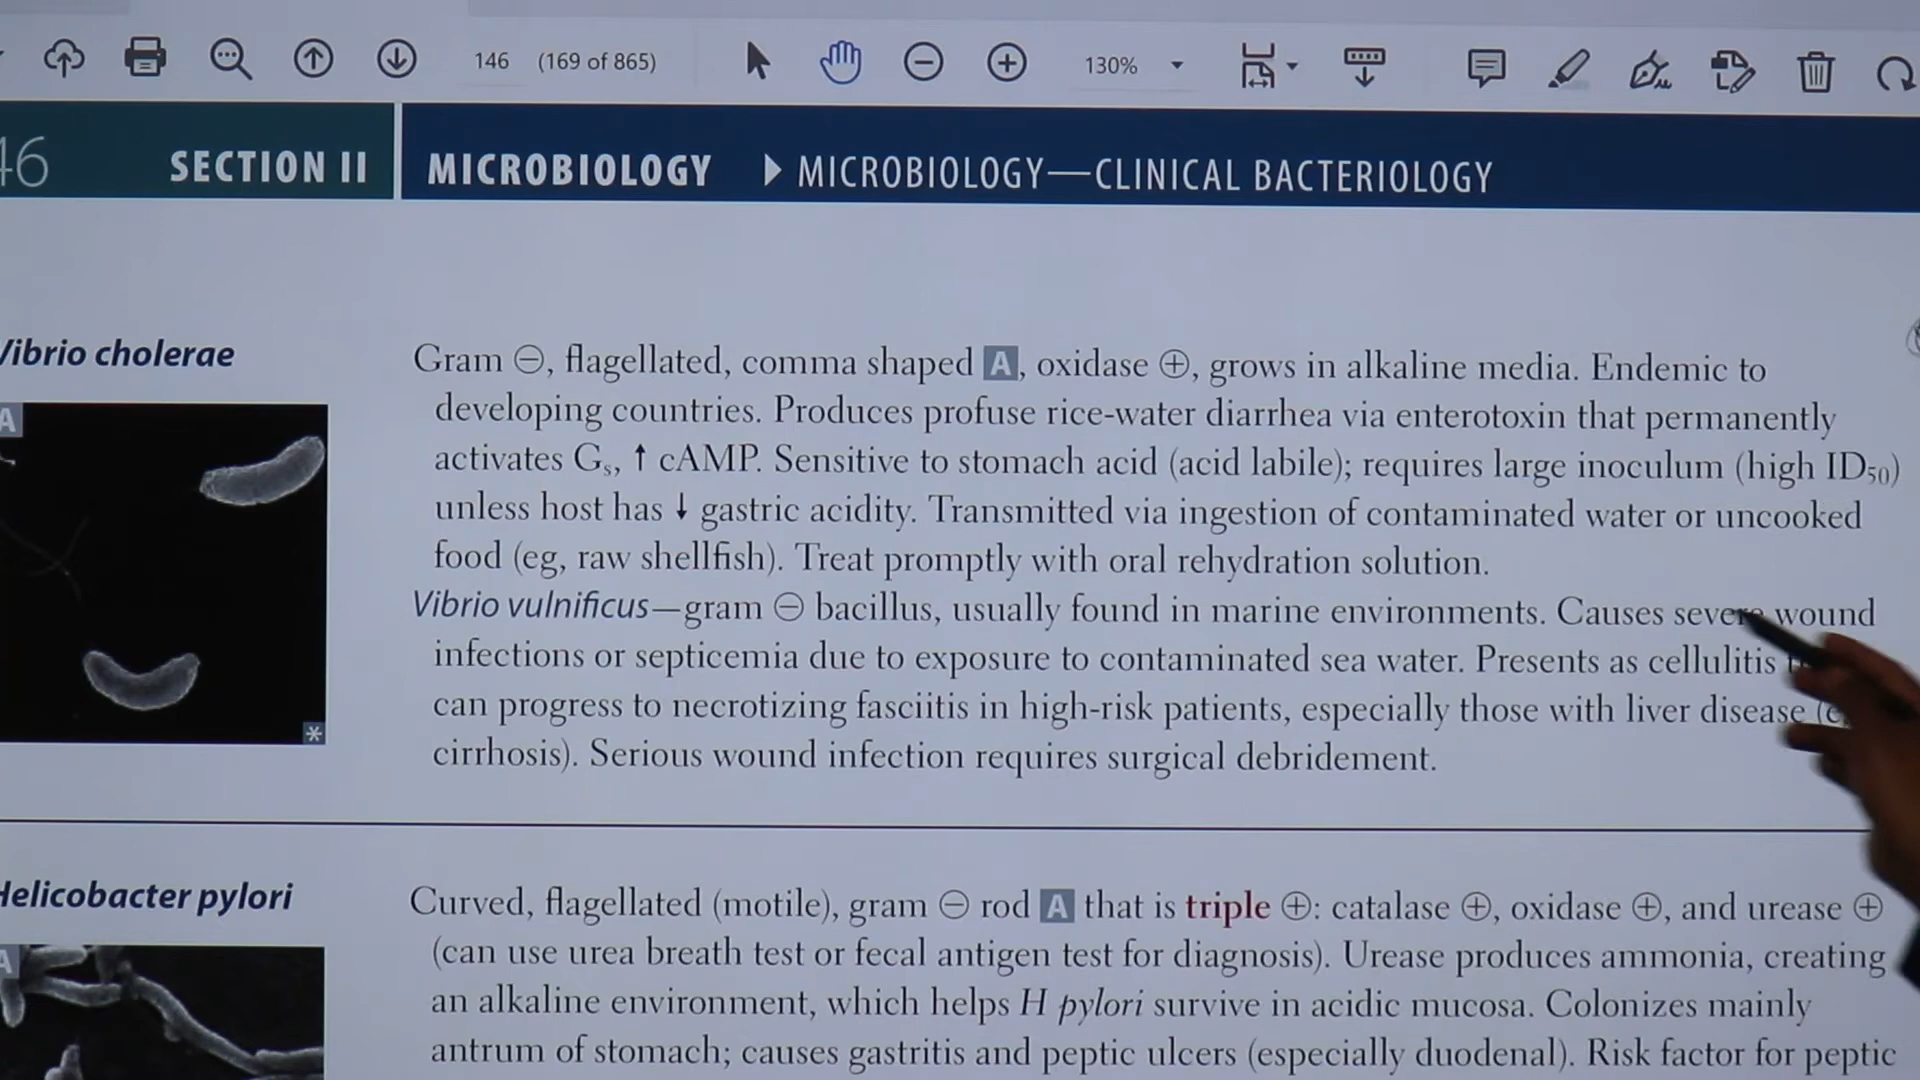 146 (169 of 865) 130%
46 SECTION II MICROBIOLOGY ▶ MICROBIOLOGY—CLINICAL BACTERIOLOGY
Vibrio cholerae
A
Gram ⊖, flagellated, comma shaped A, oxidase ⊕, grows in alkaline media. Endemic to
developing countries. Produces profuse rice-water diarrhea via enterotoxin that permanently
activates Gs, ↑ cAMP. Sensitive to stomach acid (acid labile); requires large inoculum (high ID50)
unless host has ↓ gastric acidity. Transmitted via ingestion of contaminated water or uncooked
food (eg, raw shellfish). Treat promptly with oral rehydration solution.
Vibrio vulnificus—gram ⊖ bacillus, usually found in marine environments. Causes severe wound
infections or septicemia due to exposure to contaminated sea water. Presents as cellulitis
can progress to necrotizing fasciitis in high-risk patients, especially those with liver disease
cirrhosis). Serious wound infection requires surgical debridement.
Helicobacter pylori
A
Curved, flagellated (motile), gram ⊖ rod A that is triple ⊕: catalase ⊕, oxidase ⊕, and urease ⊕
(can use urea breath test or fecal antigen test for diagnosis). Urease produces ammonia, creating
an alkaline environment, which helps H pylori survive in acidic mucosa. Colonizes mainly
antrum of stomach; causes gastritis and peptic ulcers (especially duodenal). Risk factor for peptic